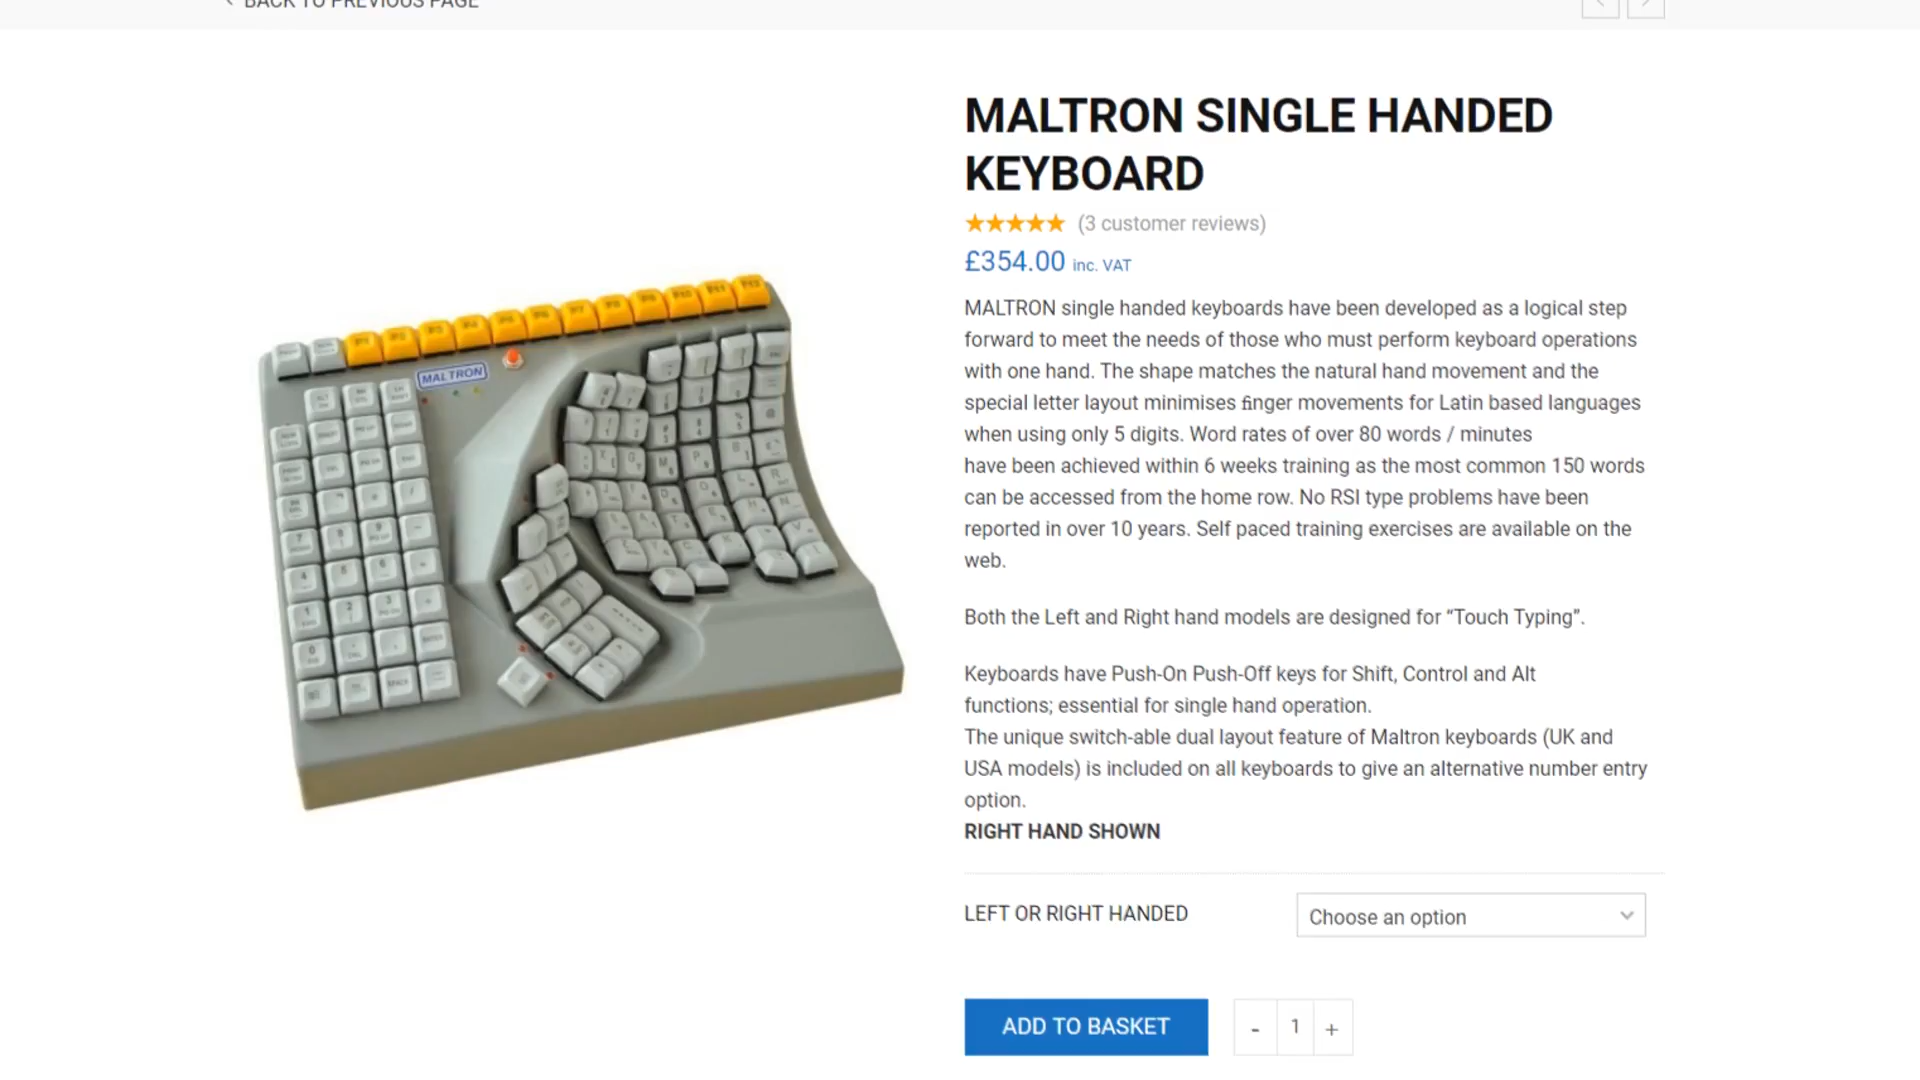 BACK TO PREVIOUS PAGE
MALTRON SINGLE HANDED
KEYBOARD
(3 customer reviews)
£354.00 inc. VAT
MALTRON single handed keyboards have been developed as a logical step
forward to meet the needs of those who must perform keyboard operations
with one hand. The shape matches the natural hand movement and the
special letter layout minimises finger movements for Latin based languages
when using only 5 digits. Word rates of over 80 words / minutes
have been achieved within 6 weeks training as the most common 150 words
can be accessed from the home row. No RSI type problems have been
reported in over 10 years. Self paced training exercises are available on the
web.
Both the Left and Right hand models are designed for “Touch Typing”.
Keyboards have Push-On Push-Off keys for Shift, Control and Alt
functions; essential for single hand operation.
The unique switch-able dual layout feature of Maltron keyboards (UK and
USA models) is included on all keyboards to give an alternative number entry
option.
RIGHT HAND SHOWN
LEFT OR RIGHT HANDED
Choose an option
ADD TO BASKET
- 1 +
MALTRON